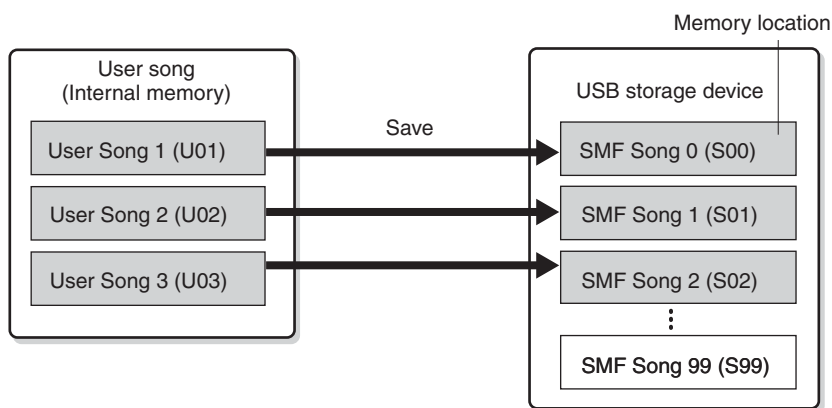 Memory location
User song
(Internal memory)
User Song 1 (U01)
User Song 2 (U02)
User Song 3 (U03)
Save
USB storage device
SMF Song 0 (S00)
SMF Song 1 (S01)
SMF Song 2 (S02)
SMF Song 99 (S99)